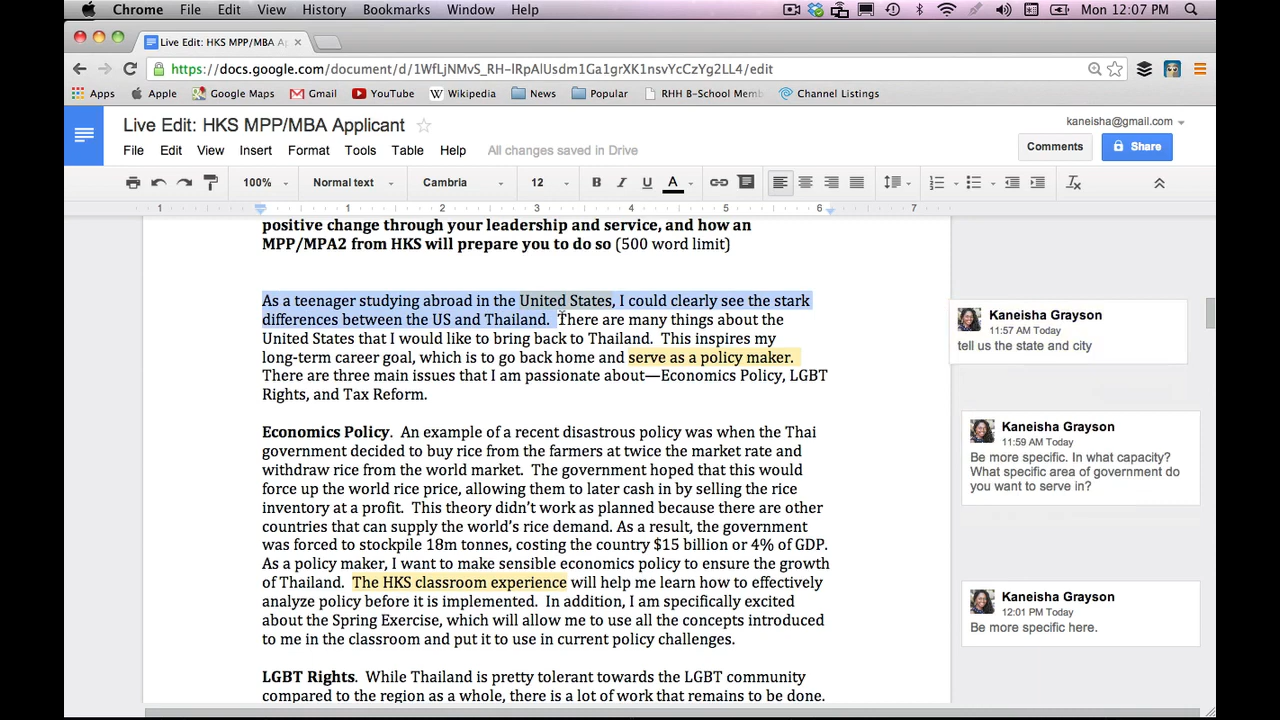 Chrome File Edit View History Bookmarks Window Help Mon 12:07 PM
Live Edit: HKS MPP/MBA Ap
https://docs.google.com/document/d/1WfLjNMvS_RH-lRpAlUsdm1Ga1grXK1nsvYcCzYg2LL4/edit
Apps Apple Google Maps Gmail YouTube Wikipedia News Popular RHH B-School Memb Channel Listings
Live Edit: HKS MPP/MBA Applicant
kaneisha@gmail.com
File Edit View Insert Format Tools Table Help All changes saved in Drive
Comments Share
100% Normal text Cambria 12 B I U A
1 1 2 3 4 5 6 7
positive change through your leadership and service, and how an
MPP/MPA2 from HKS will prepare you to do so (500 word limit)
As a teenager studying abroad in the United States, I could clearly see the stark
differences between the US and Thailand. There are many things about the
United States that I would like to bring back to Thailand. This inspires my
long-term career goal, which is to go back home and serve as a policy maker.
There are three main issues that I am passionate about—Economics Policy, LGBT
Rights, and Tax Reform.
Economics Policy. An example of a recent disastrous policy was when the Thai
government decided to buy rice from the farmers at twice the market rate and
withdraw rice from the world market. The government hoped that this would
force up the world rice price, allowing them to later cash in by selling the rice
inventory at a profit. This theory didn't work as planned because there are other
countries that can supply the world's rice demand. As a result, the government
was forced to stockpile 18m tonnes, costing the country $15 billion or 4% of GDP.
As a policy maker, I want to make sensible economics policy to ensure the growth
of Thailand. The HKS classroom experience will help me learn how to effectively
analyze policy before it is implemented. In addition, I am specifically excited
about the Spring Exercise, which will allow me to use all the concepts introduced
to me in the classroom and put it to use in current policy challenges.
LGBT Rights. While Thailand is pretty tolerant towards the LGBT community
compared to the region as a whole, there is a lot of work that remains to be done.
Kaneisha Grayson
11:57 AM Today
tell us the state and city
Kaneisha Grayson
11:59 AM Today
Be more specific. In what capacity?
What specific area of government do
you want to serve in?
Kaneisha Grayson
12:01 PM Today
Be more specific here.